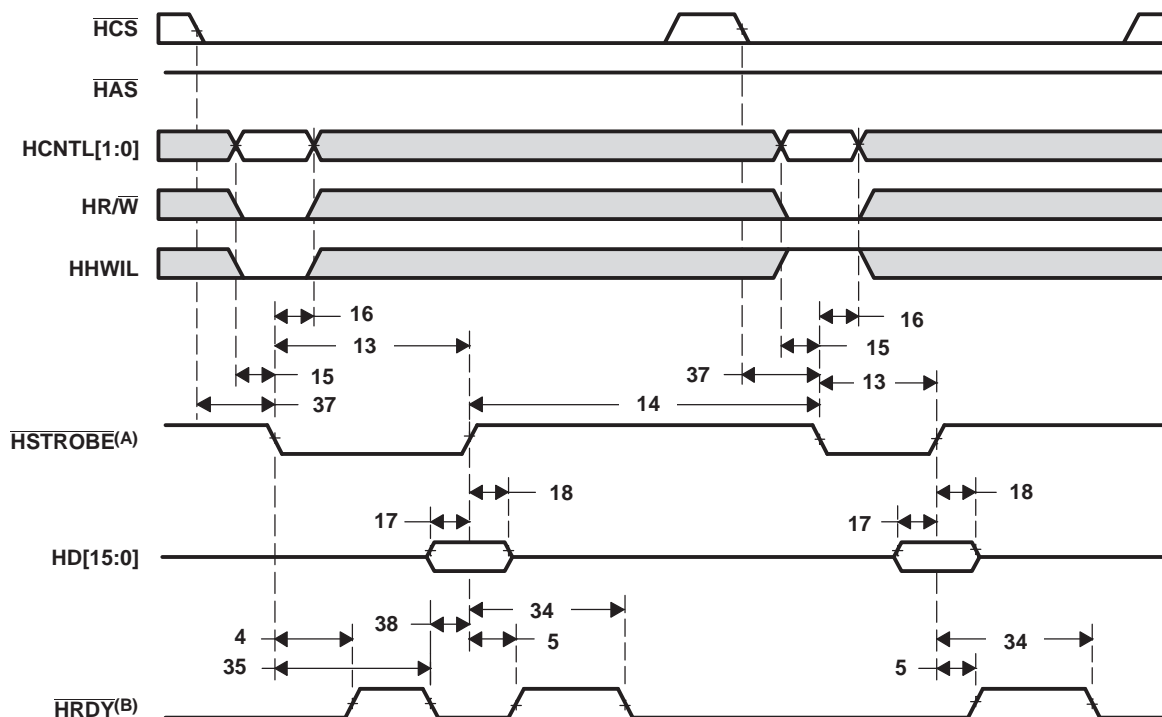 HCS
HAS
HCNTL[1:0]
HR/W
HHWIL
16
16
13
15
15
37
13
37
14
HSTROBE(A)
18
18
17
17
HD[15:0]
34
38
4
5
34
35
5
HRDY(B)